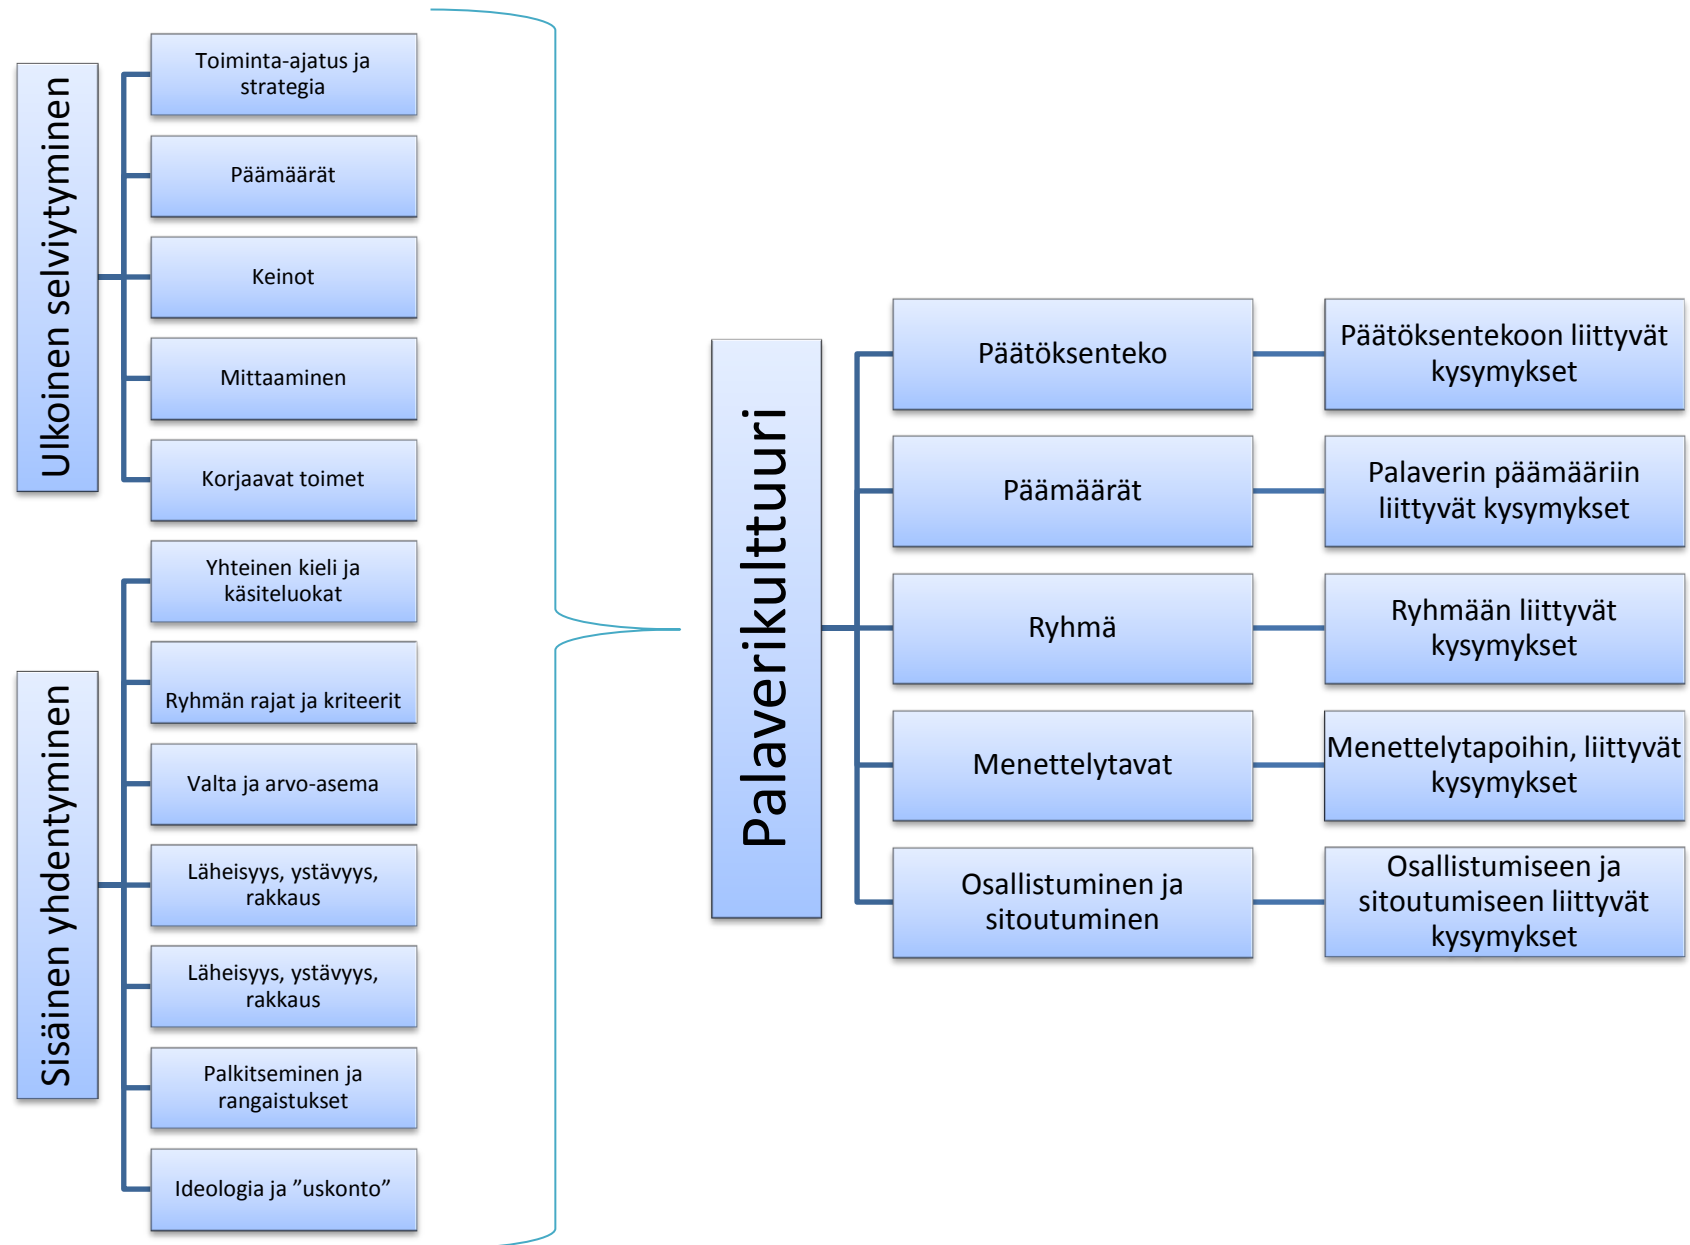 Ulkoinen selviytyminen
Toiminta-ajatus ja
strategia
Päämäärät
Keinot
Mittaaminen
Korjaavat toimet
Sisäinen yhdentyminen
Yhteinen kieli ja
käsiteluokat
Ryhmän rajat ja kriteerit
Valta ja arvo-asema
Läheisyys, ystävyys,
rakkaus
Läheisyys, ystävyys,
rakkaus
Palkitseminen ja
rangaistukset
Ideologia ja ”uskonto”
Palaverikulttuuri
Päätöksenteko
Päätöksentekoon liittyvät
kysymykset
Päämäärät
Palaverin päämääriin
liittyvät kysymykset
Ryhmä
Ryhmään liittyvät
kysymykset
Menettelytavat
Menettelytapoihin, liittyvät
kysymykset
Osallistuminen ja
sitoutuminen
Osallistumiseen ja
sitoutumiseen liittyvät
kysymykset